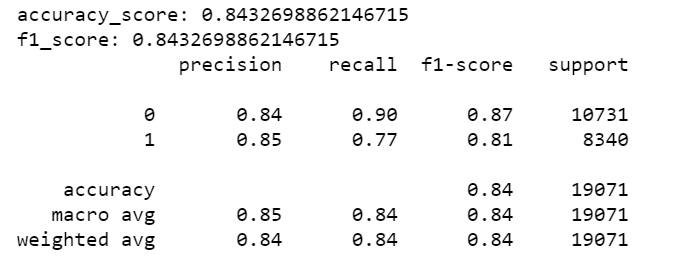 accuracy_score: 0.8432698862146715
f1_score: 0.8432698862146715
precision recall f1-score support
0 0.84 0.90 0.87 10731
1 0.85 0.77 0.81 8340
accuracy 0.84 19071
macro avg 0.85 0.84 0.84 19071
weighted avg 0.84 0.84 0.84 19071